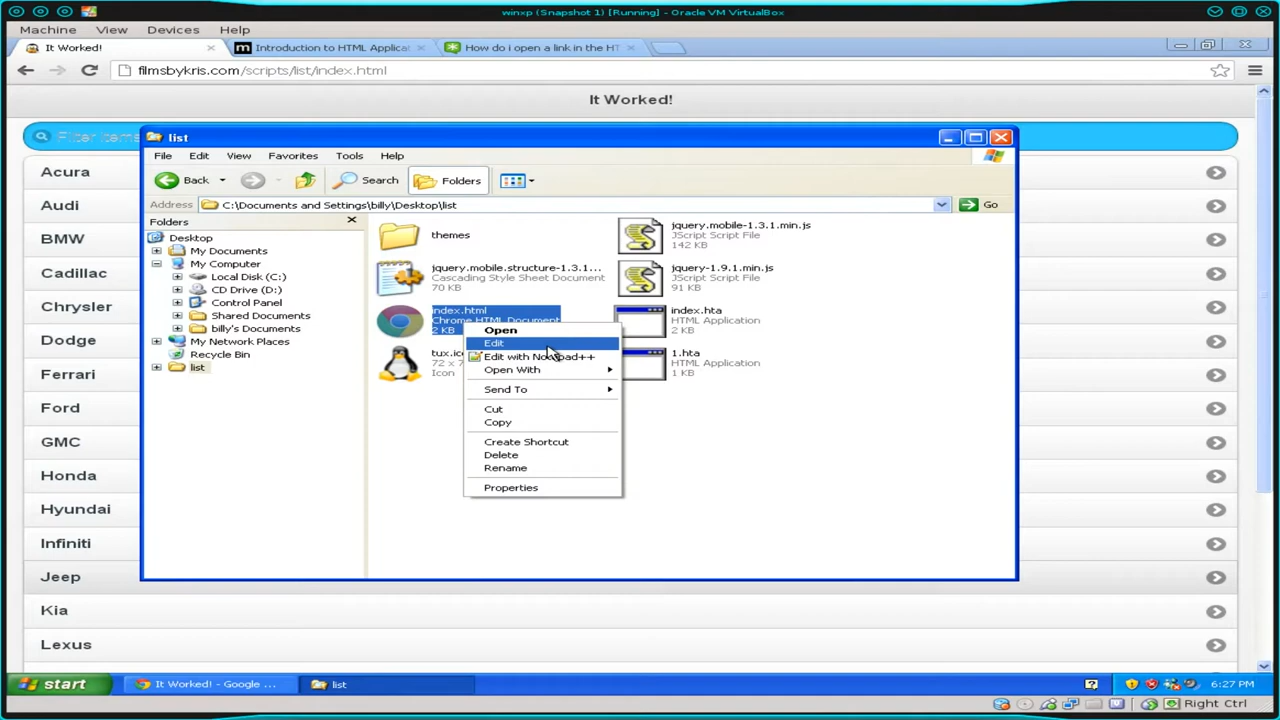 winxp (Snapshot 1) [Running] - Oracle VM VirtualBox
Machine View Devices Help
It Worked!
Introduction to HTML Applicat
How do i open a link in the HT
filmsbykris.com/scripts/list/index.html
It Worked!
Filter items
list
File Edit View Favorites Tools Help
Back Search Folders
Address C:\Documents and Settings\billy\Desktop\list Go
Folders
Desktop
My Documents
My Computer
Local Disk (C:)
CD Drive (D:)
Control Panel
Shared Documents
billy's Documents
My Network Places
Recycle Bin
list
themes
jquery.mobile-1.3.1.min.js
JScript Script File
142 KB
jquery.mobile.structure-1.3.1...
Cascading Style Sheet Document
70 KB
jquery-1.9.1.min.js
JScript Script File
91 KB
index.html
Chrome HTML Document
2 KB
index.hta
HTML Application
2 KB
tux.ic
72 x 7
Icon
1.hta
HTML Application
1 KB
Open
Edit
Edit with Notepad++
Open With
Send To
Cut
Copy
Create Shortcut
Delete
Rename
Properties
Acura
Audi
BMW
Cadillac
Chrysler
Dodge
Ferrari
Ford
GMC
Honda
Hyundai
Infiniti
Jeep
Kia
Lexus
start
It Worked! - Google ...
list
6:27 PM
Right Ctrl